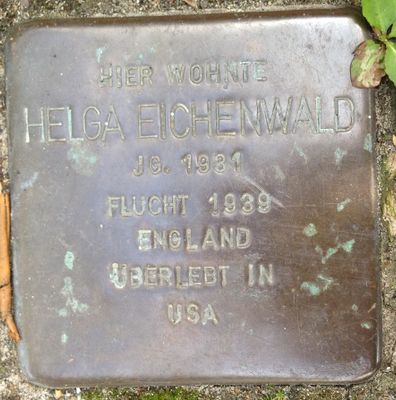 HIER WOHNTE
HELGA EICHENWALD
JG. 1931
FLUCHT 1939
ENGLAND
ÜBERLEBT IN
USA